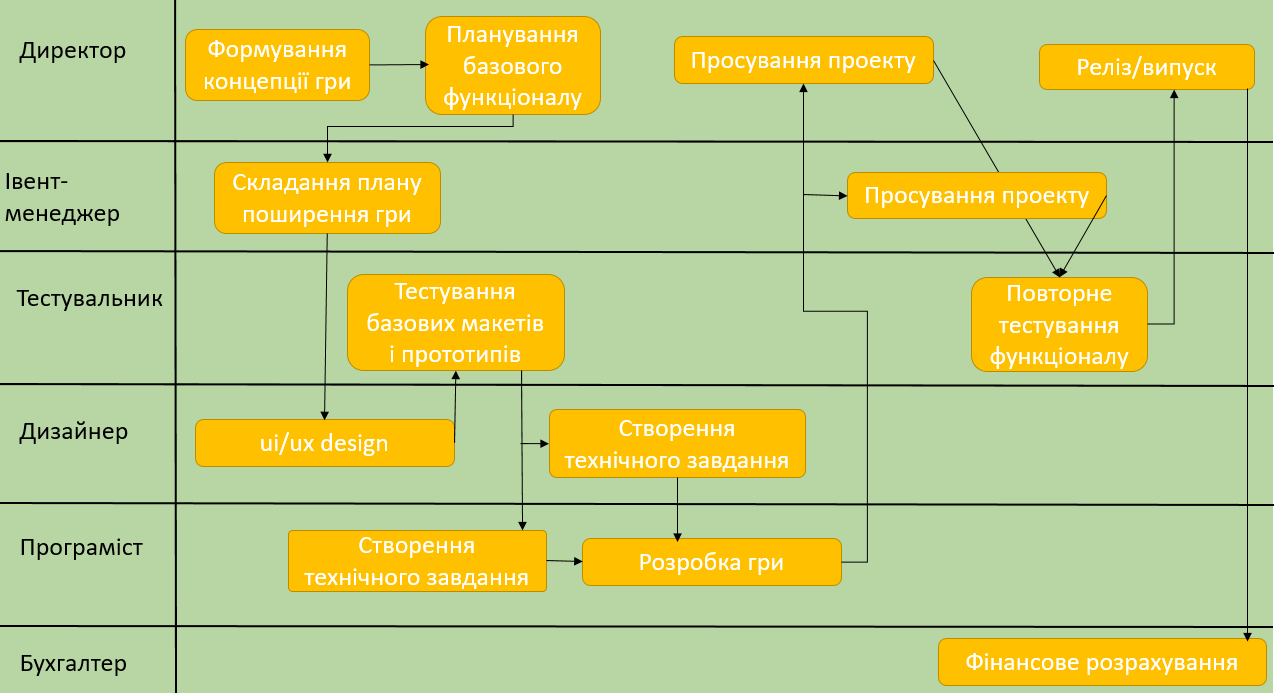 Директор
Формування
концепції гри
Планування
базового
функціоналу
Просування проекту
Реліз/випуск
Івент-
менеджер
Складання плану
поширення гри
Просування проекту
Тестувальник
Тестування
базових макетів
і прототипів
Повторне
тестування
функціоналу
Дизайнер
ui/ux design
Створення
технічного завдання
Програміст
Створення
технічного завдання
Розробка гри
Бухгалтер
Фінансове розрахування